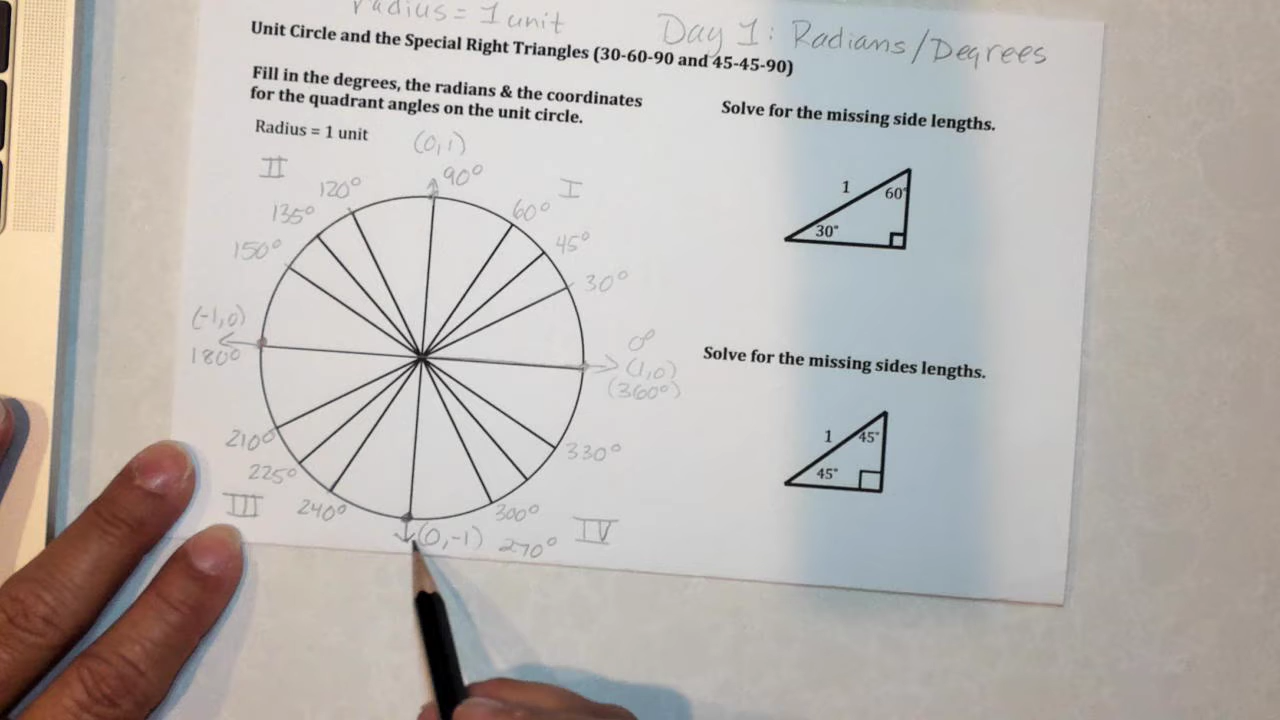 radius = 1 unit
Day 1: Radians/Degrees
Unit Circle and the Special Right Triangles (30-60-90 and 45-45-90)
Fill in the degrees, the radians & the coordinates
for the quadrant angles on the unit circle.
Radius = 1 unit
Solve for the missing side lengths.
(0,1)
90°
II
I
120°
60°
135°
45°
150°
30°
1
60°
30°
(-1,0)
180°
0°
(1,0)
(360°)
Solve for the missing sides lengths.
1
45°
45°
210°
330°
225°
III
240°
300°
IV
(0,-1)
270°